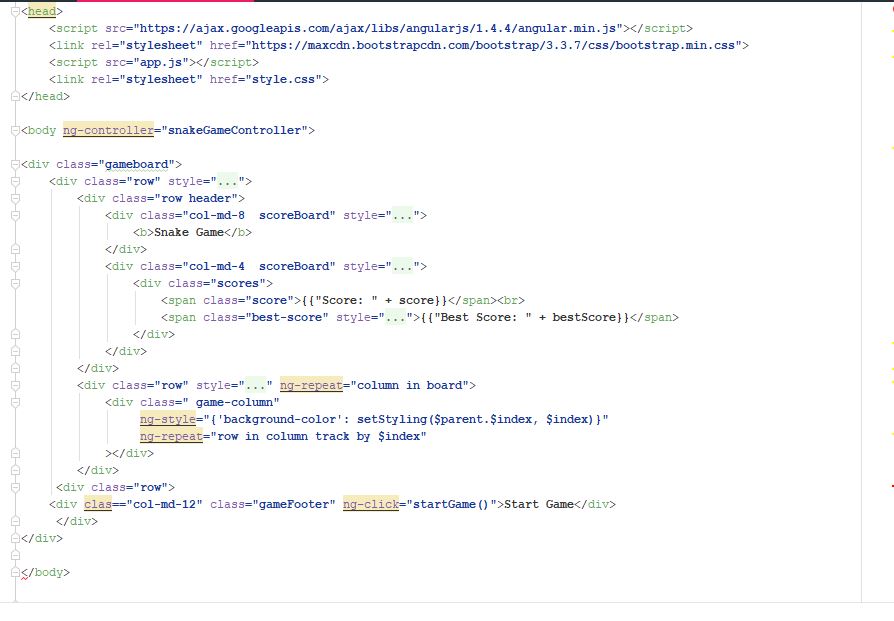 <head>
    <script src="https://ajax.googleapis.com/ajax/libs/angularjs/1.4.4/angular.min.js"></script>
    <link rel="stylesheet" href="https://maxcdn.bootstrapcdn.com/bootstrap/3.3.7/css/bootstrap.min.css">
    <script src="app.js"></script>
    <link rel="stylesheet" href="style.css">
</head>

<body ng-controller="snakeGameController">

<div class="gameboard">
    <div class="row" style="...">
        <div class="row header">
            <div class="col-md-8  scoreBoard" style="...">
                <b>Snake Game</b>
            </div>
            <div class="col-md-4  scoreBoard" style="...">
                <div class="scores">
                    <span class="score">{{"Score: " + score}}</span><br>
                    <span class="best-score" style="...">{{"Best Score: " + bestScore}}</span>
                </div>
            </div>
        </div>
        <div class="row" style="..." ng-repeat="column in board">
            <div class=" game-column"
                 ng-style="{'background-color': setStyling($parent.$index, $index)}"
                 ng-repeat="row in column track by $index"
            ></div>
        </div>
     <div class="row">
    <div clas=="col-md-12" class="gameFooter" ng-click="startGame()">Start Game</div>
     </div>
</div>

</body>